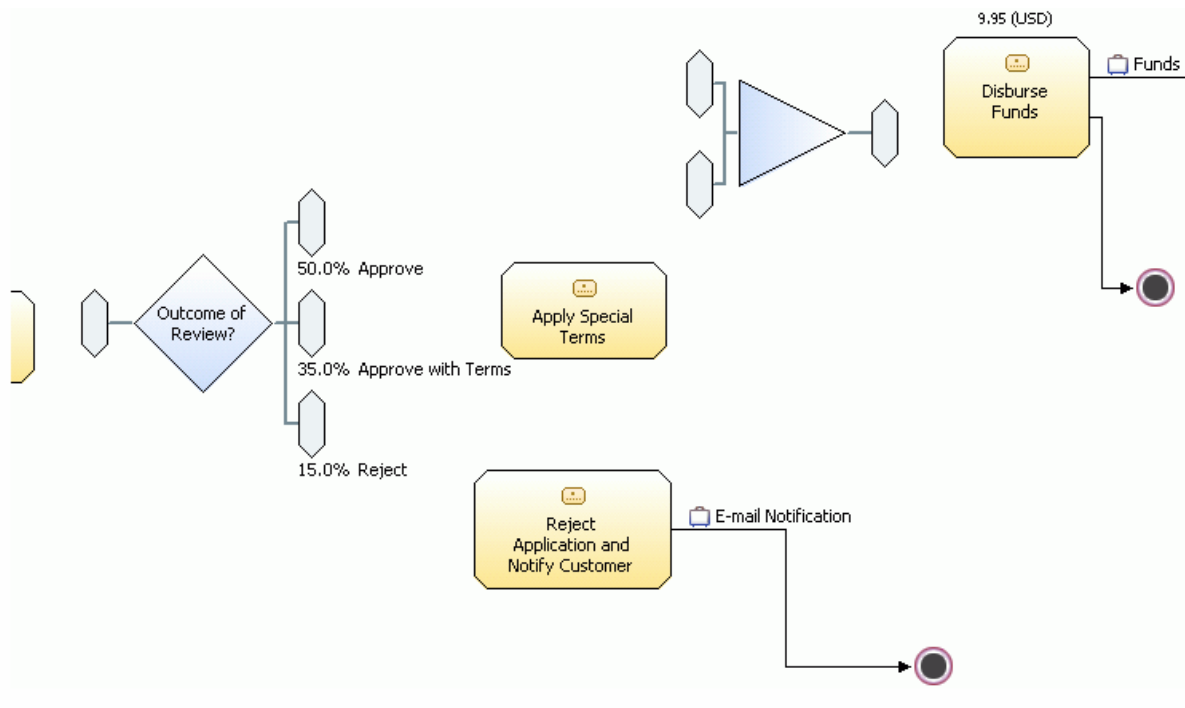 9.95 (USD)
Funds
Disburse
Funds
50.0% Approve
Outcome of
Review?
Apply Special
Terms
35.0% Approve with Terms
15.0% Reject
E-mail Notification
Reject
Application and
Notify Customer